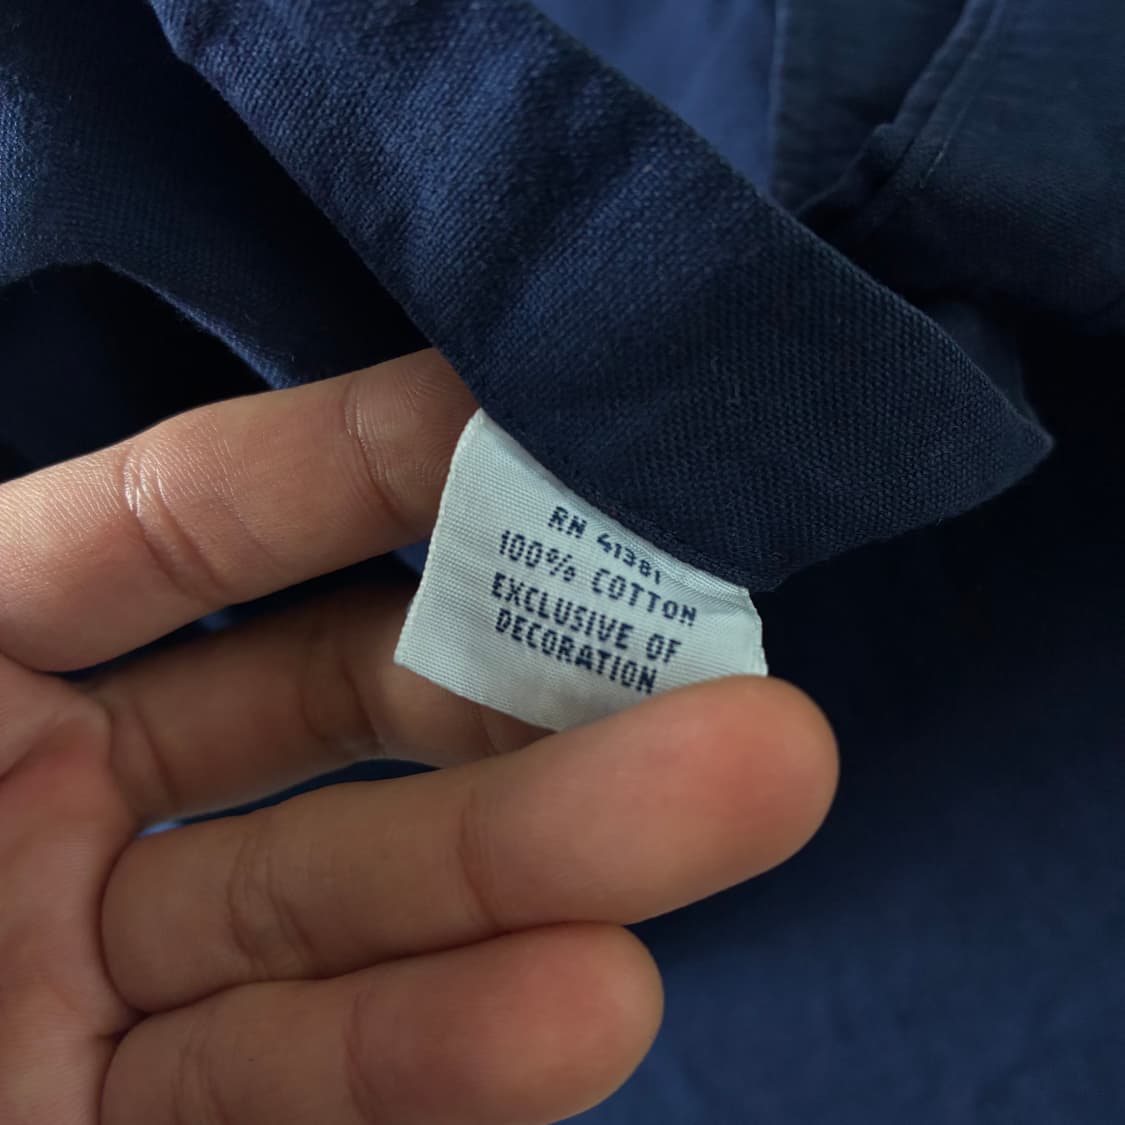 RN 41381
100% COTTON
EXCLUSIVE OF
DECORATION